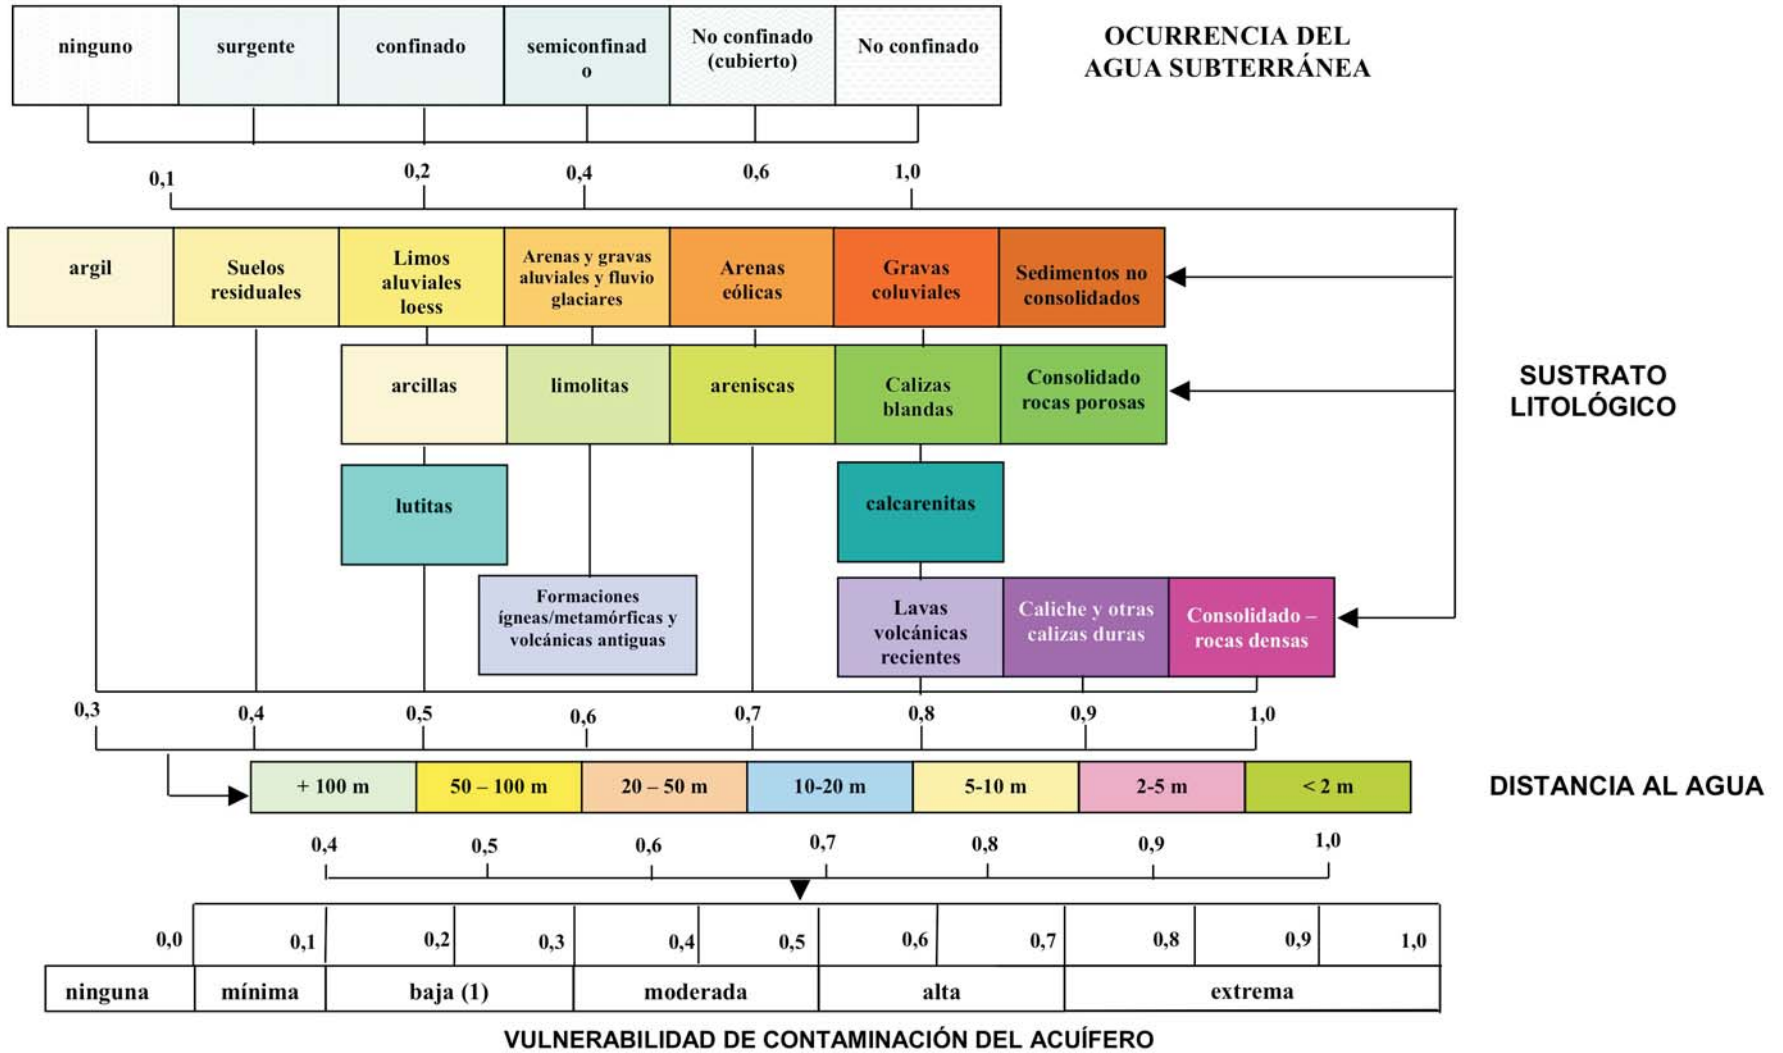 ninguno
surgente
confinado
semiconfinad
o
No confinado
(cubierto)
No confinado
OCURRENCIA DEL
AGUA SUBTERRÁNEA
0,1
0,2
0,4
0,6
1,0
argil
Suelos
residuales
Limos
aluviales
loess
Arenas y gravas
aluviales y fluvio
glaciares
Arenas
eólicas
Gravas
coluviales
Sedimentos no
consolidados
arcillas
limolitas
areniscas
Calizas
blandas
Consolidado
rocas porosas
SUSTRATO
LITOLÓGICO
lutitas
calcarenitas
Formaciones
ígneas/metamórficas y
volcánicas antiguas
Lavas
volcánicas
recientes
Caliche y otras
calizas duras
Consolidado –
rocas densas
0,3
0,4
0,5
0,6
0,7
0,8
0,9
1,0
+ 100 m
50 – 100 m
20 – 50 m
10-20 m
5-10 m
2-5 m
< 2 m
DISTANCIA AL AGUA
0,4
0,5
0,6
0,7
0,8
0,9
1,0
0,0
0,1
0,2
0,3
0,4
0,5
0,6
0,7
0,8
0,9
1,0
ninguna
mínima
baja (1)
moderada
alta
extrema
VULNERABILIDAD DE CONTAMINACIÓN DEL ACUÍFERO